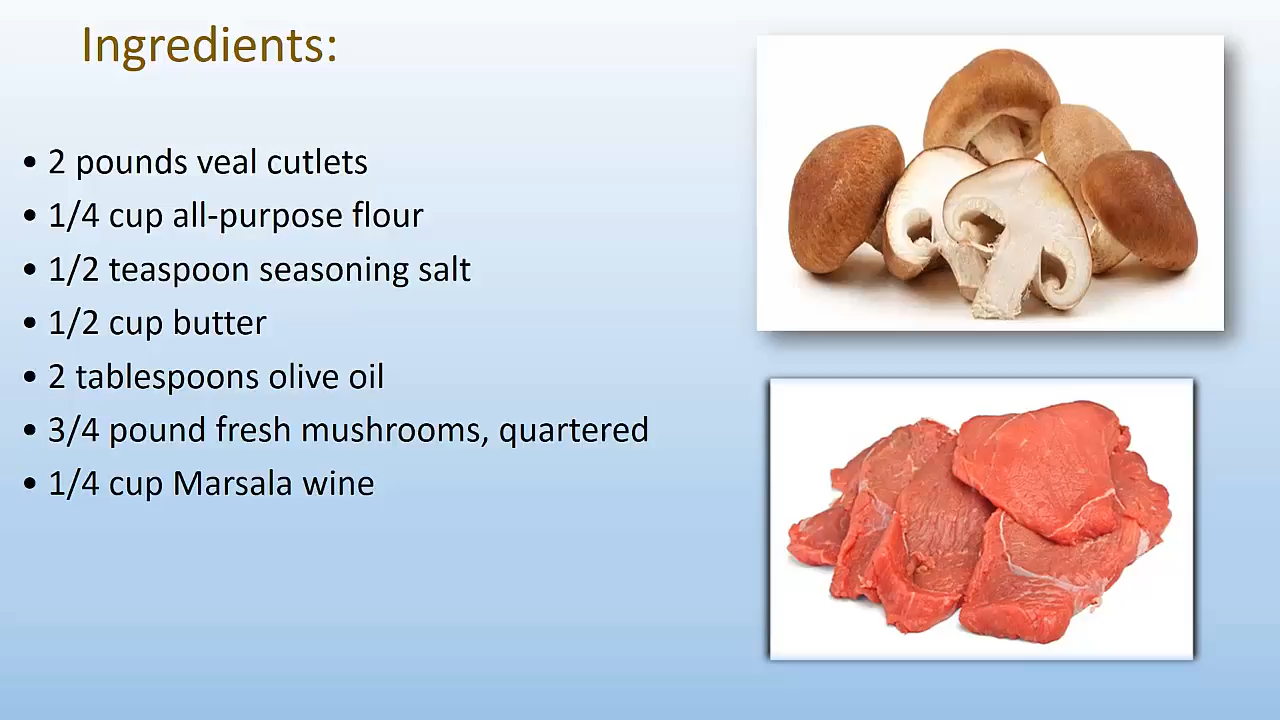 Ingredients:
• 2 pounds veal cutlets
• 1/4 cup all-purpose flour
• 1/2 teaspoon seasoning salt
• 1/2 cup butter
• 2 tablespoons olive oil
• 3/4 pound fresh mushrooms, quartered
• 1/4 cup Marsala wine